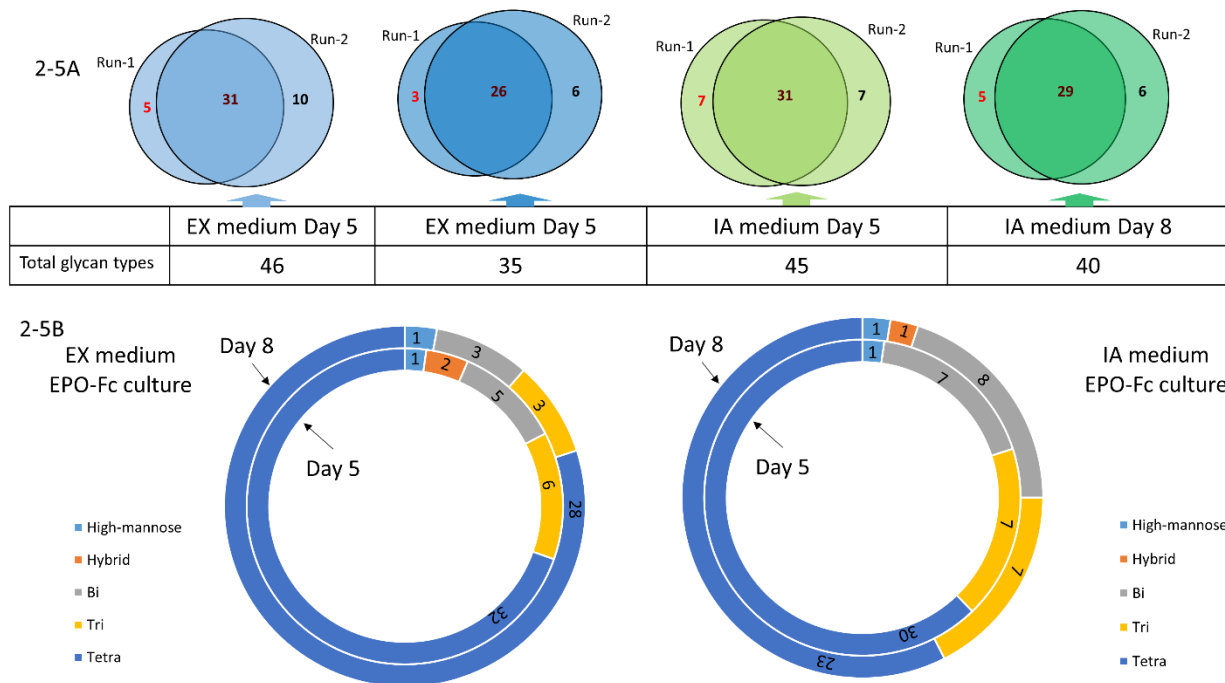 2-5A
Run-1
Run-2
5
31
10
Run-1
Run-2
3
26
6
Run-1
Run-2
7
31
7
Run-1
Run-2
5
29
6
EX medium Day 5
EX medium Day 5
IA medium Day 5
IA medium Day 8
Total glycan types
46
35
45
40
2-5B
EX medium
EPO-Fc culture
Day 8
Day 5
1
3
3
28
1
2
5
6
32
High-mannose
Hybrid
Bi
Tri
Tetra
IA medium
EPO-Fc culture
Day 8
Day 5
1
1
8
7
23
1
7
7
30
High-mannose
Hybrid
Bi
Tri
Tetra